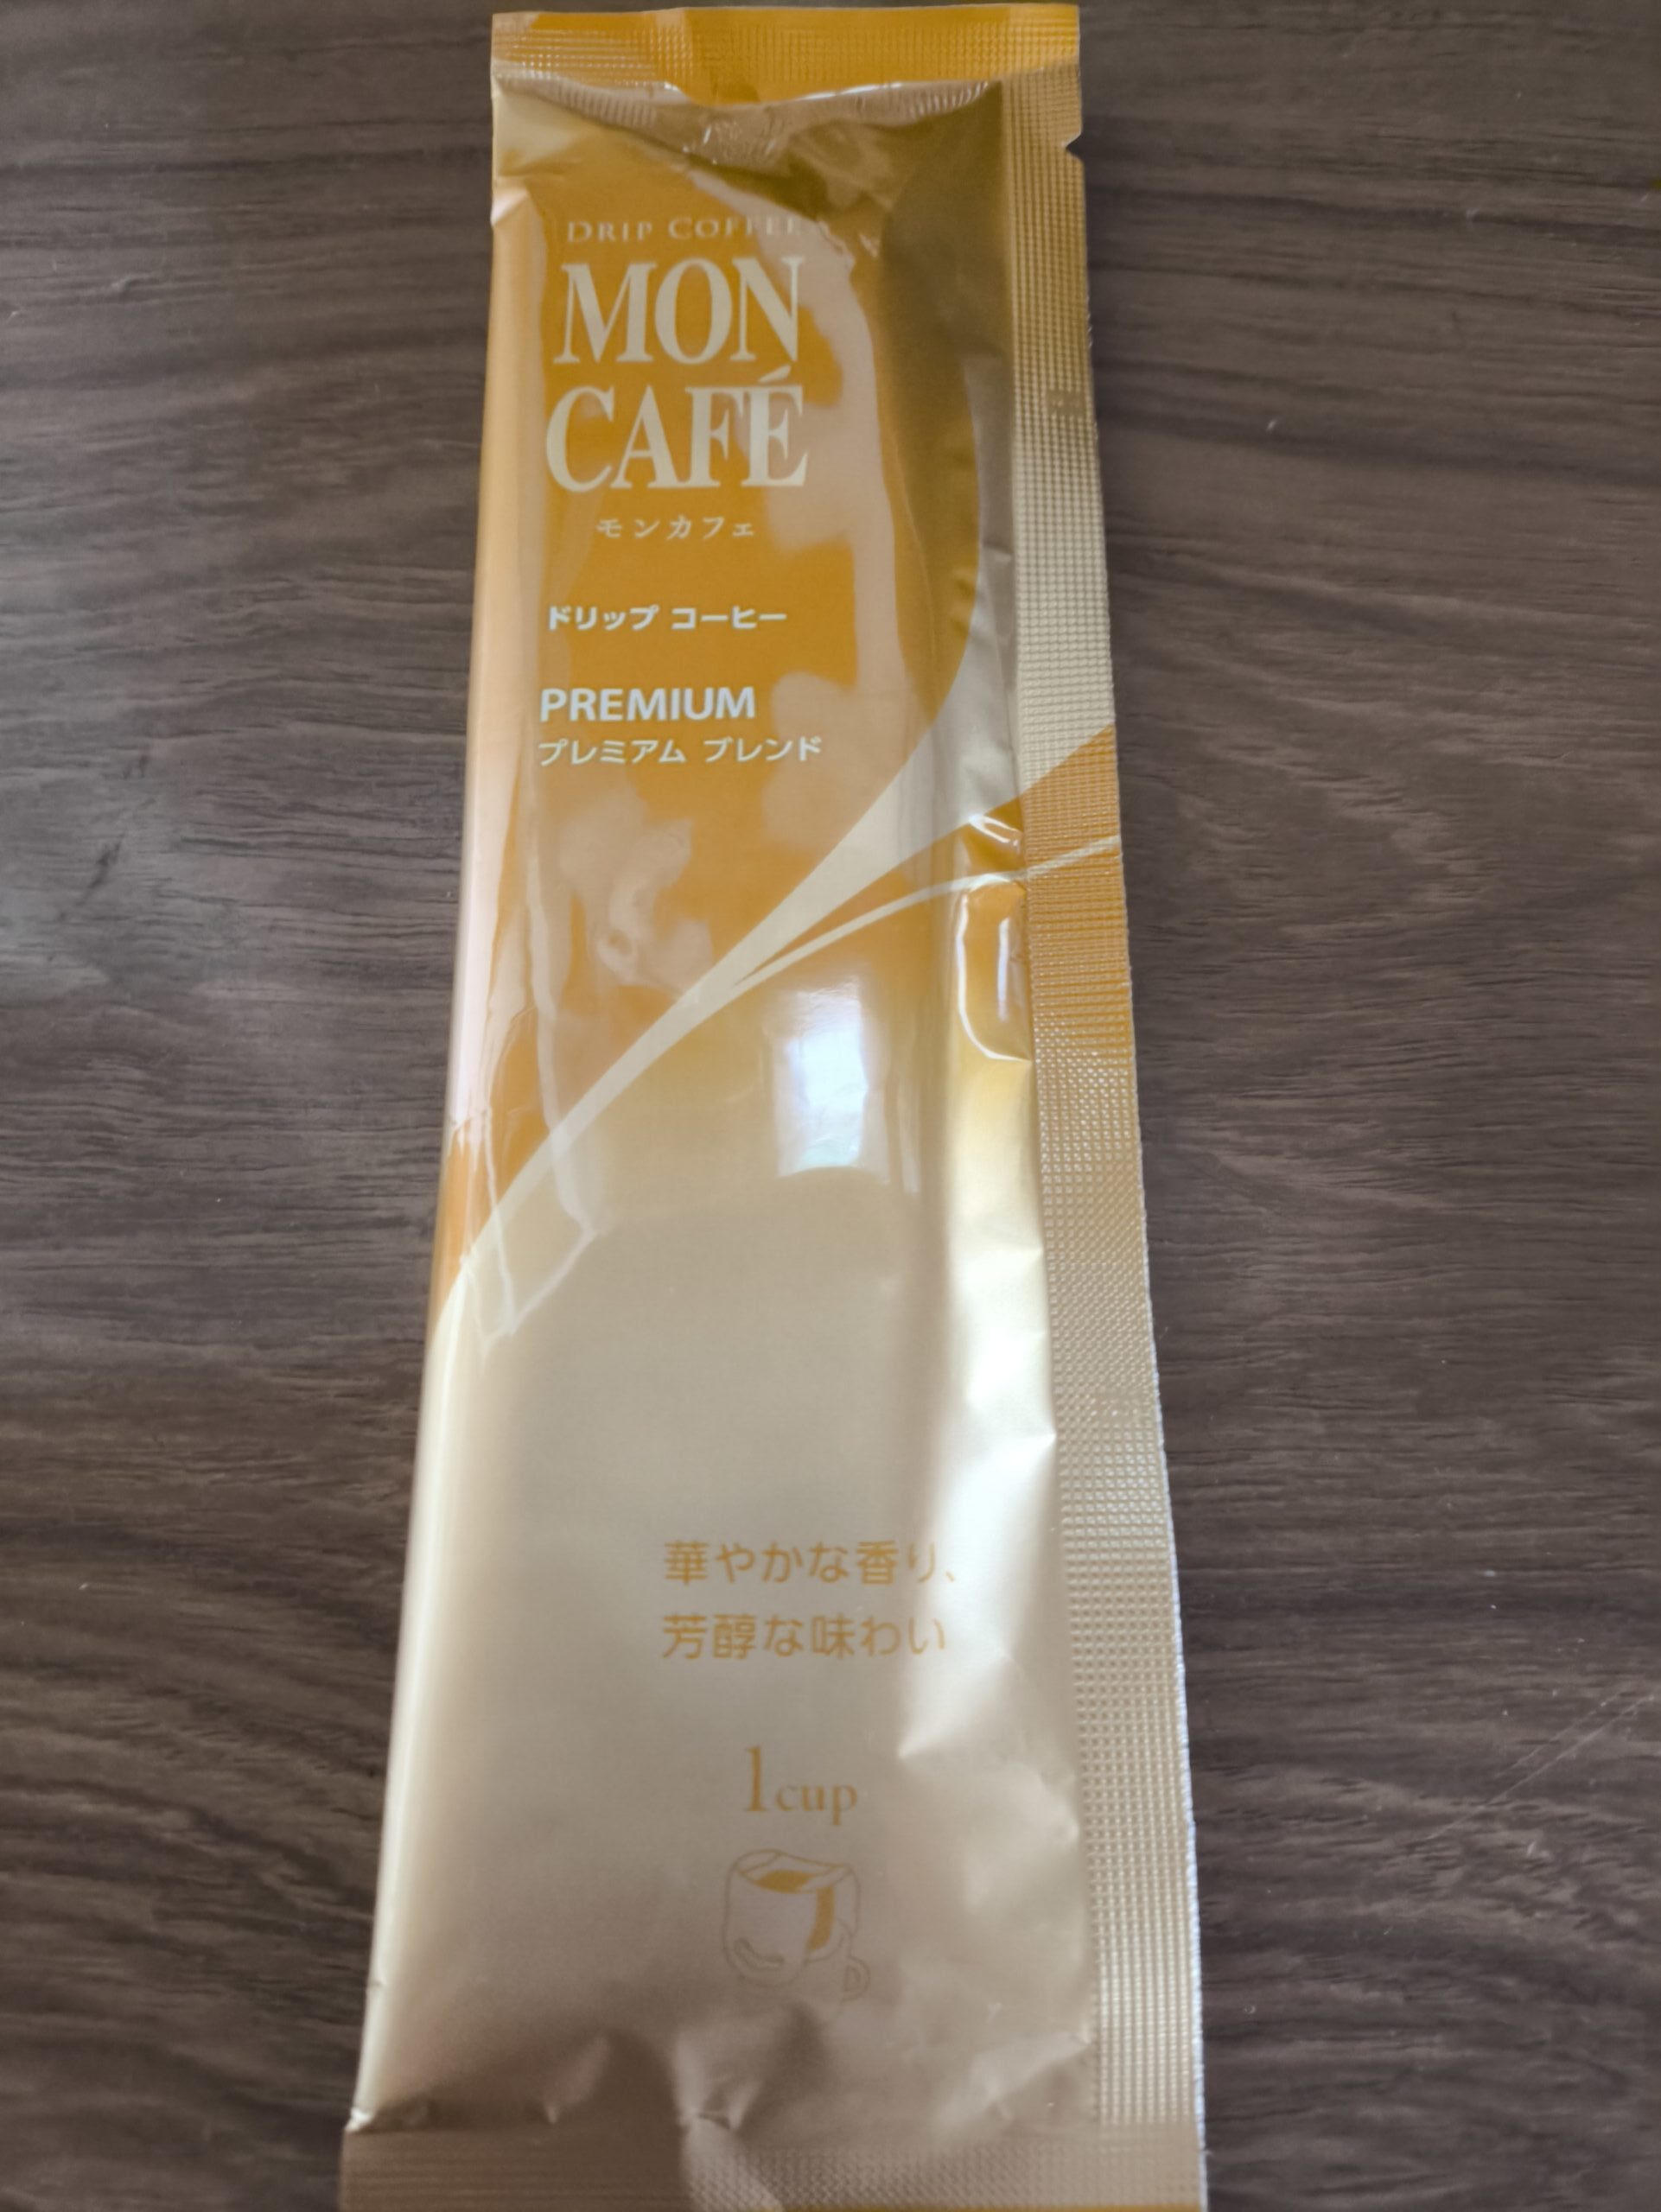 DRIP COFFEE
MON
CAFÉ
モンカフェ
ドリップ コーヒー
PREMIUM
プレミアム ブレンド
華やかな香り、
芳醇な味わい
1cup